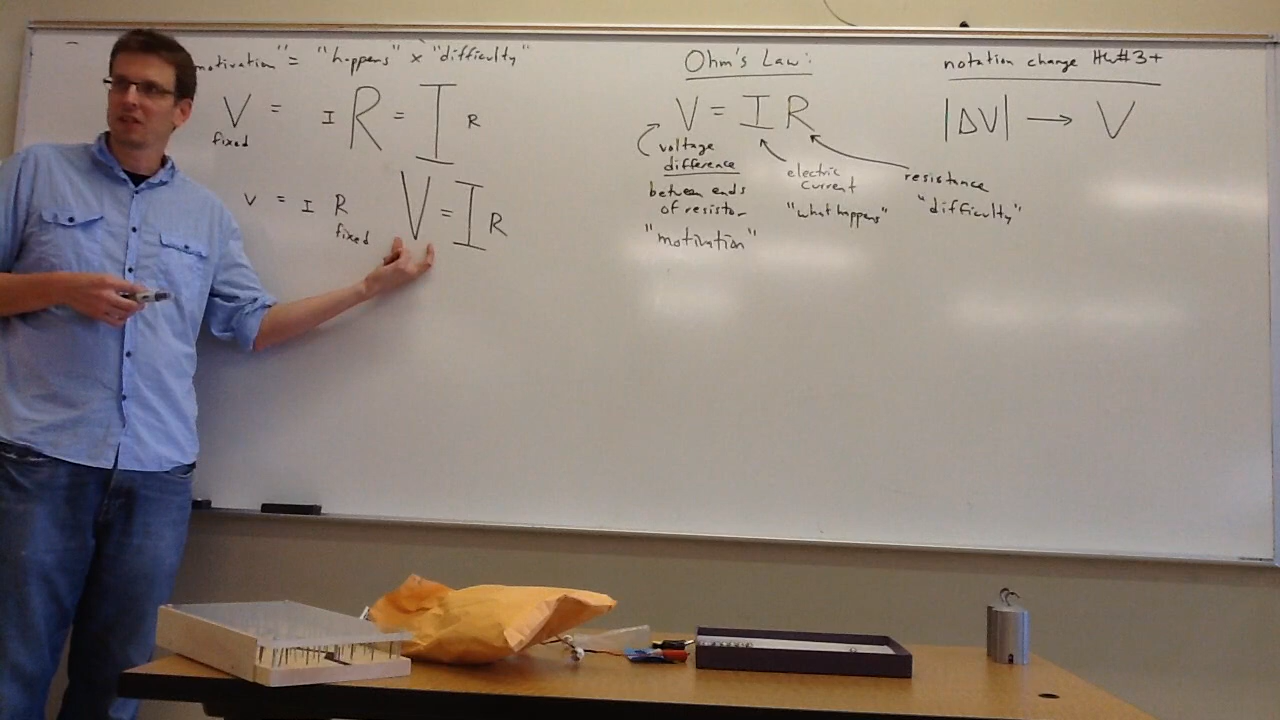 motivation" = "happens" x "difficulty"
V = I R = I R
fixed
v = I R V = I R
fixed
Ohm's Law:
V = I R
voltage
difference
between ends
of resistor
"motivation"
electric
current
"what happens"
resistance
"difficulty"
notation change HW#3+
|ΔV| → V